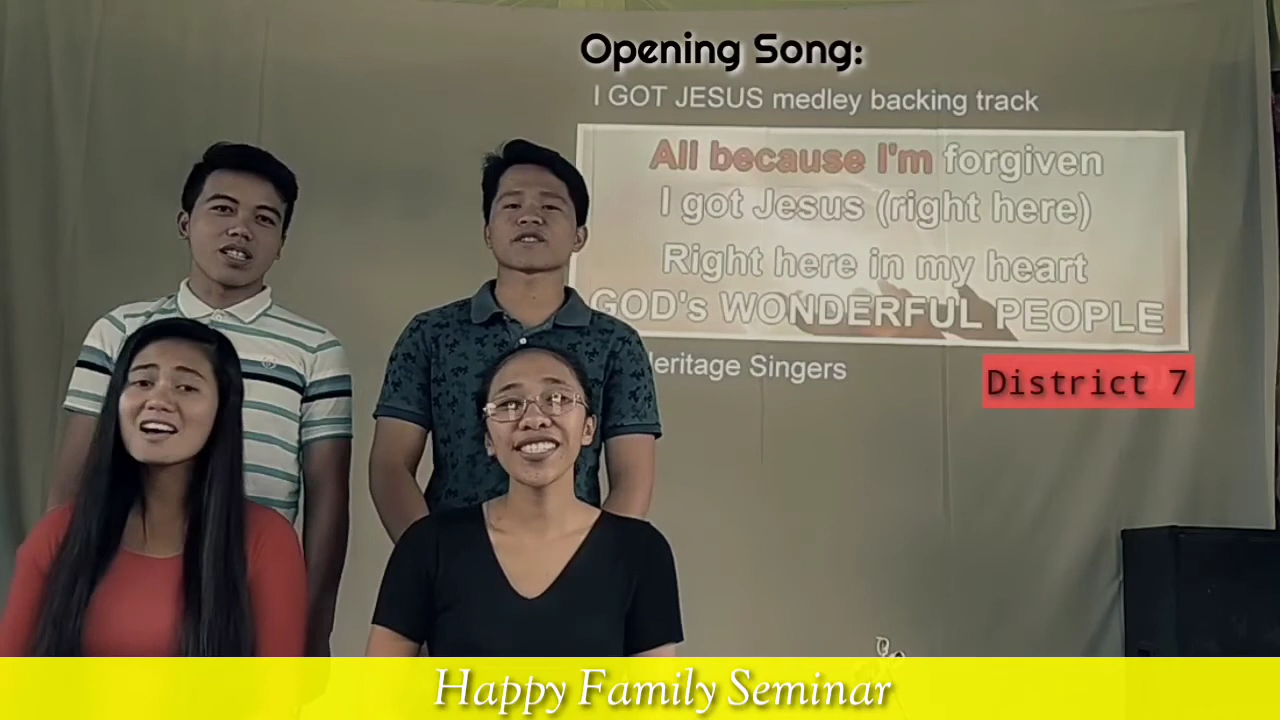 Opening Song:
I GOT JESUS medley backing track
All because I'm forgiven
I got Jesus (right here)
Right here in my heart
GOD's WONDERFUL PEOPLE
Singers
District 7
Happy Family Seminar